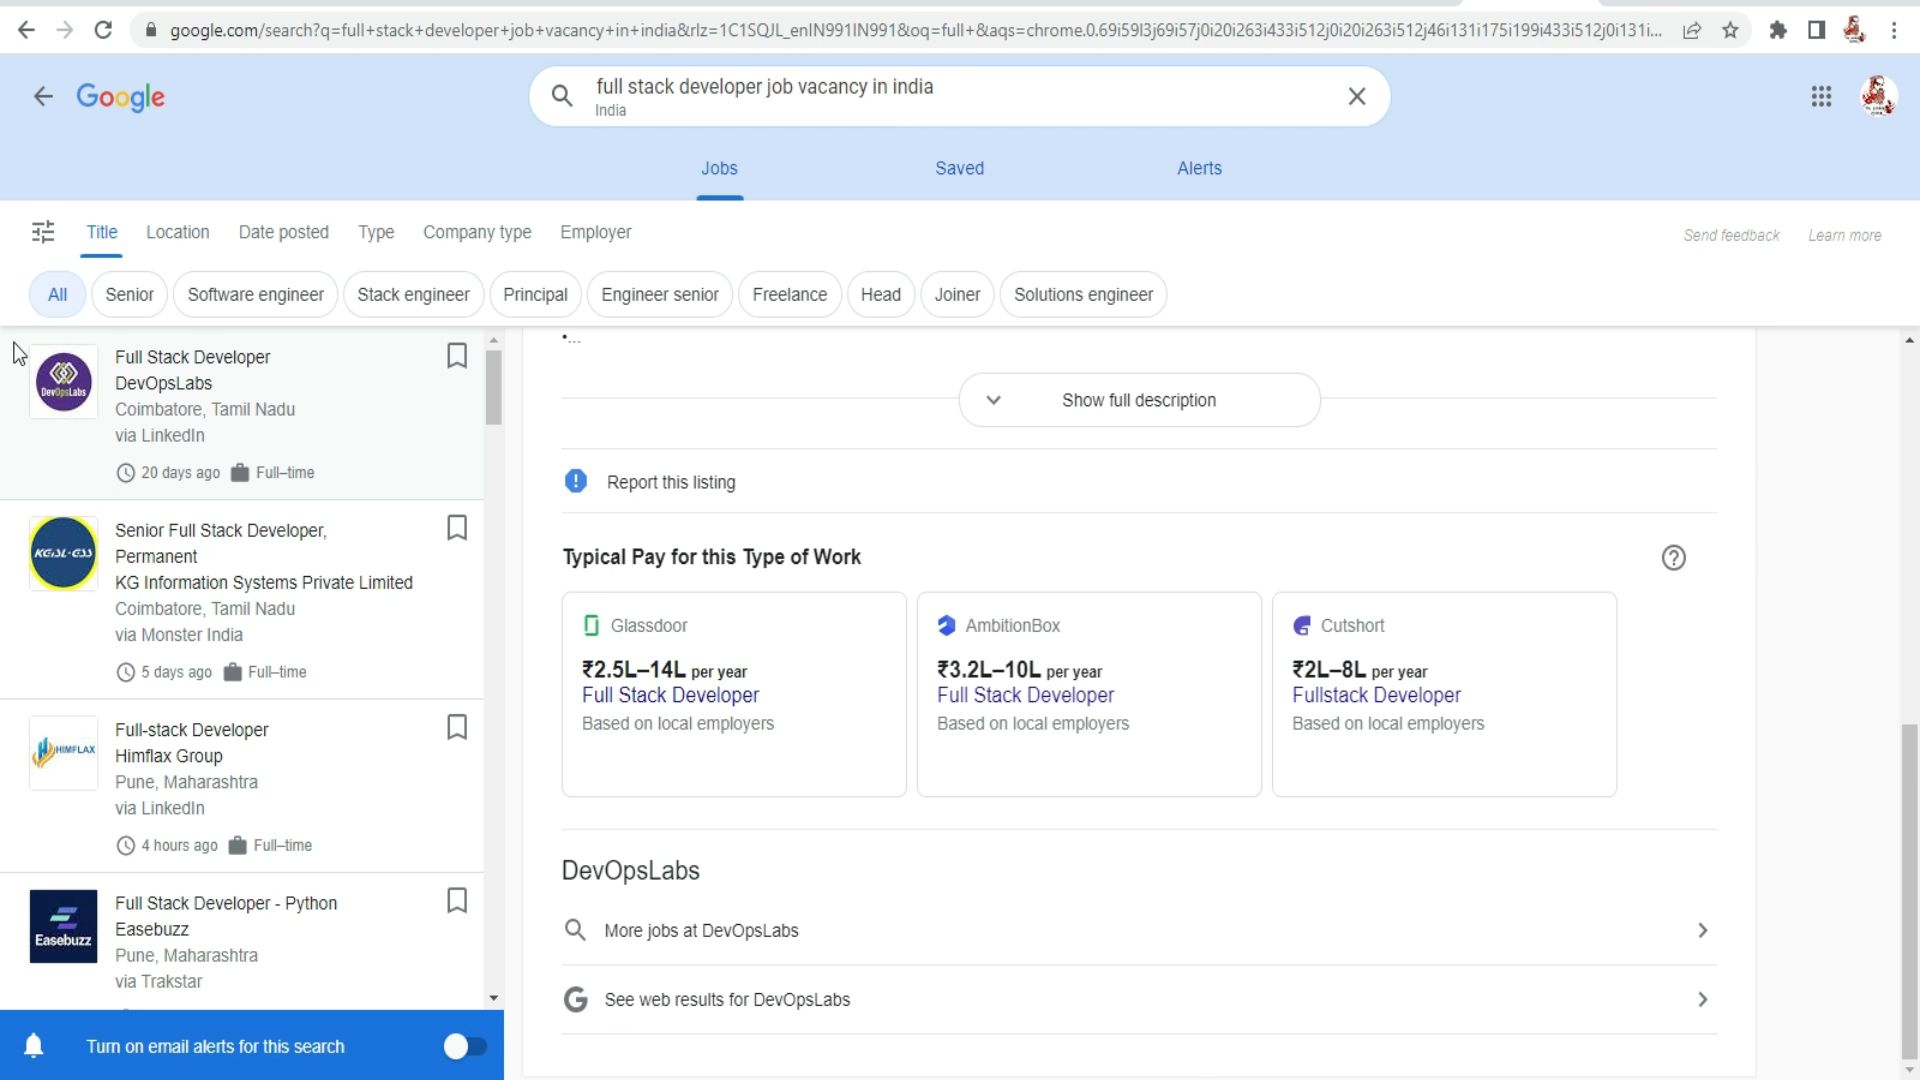 google.com/search?q=full+stack+developer+job+vacancy+in+india&rlz=1C1SQJL_enIN991IN991&oq=full+&aqs=chrome.0.69i59l3j69i57j0i20i263i433i512j0i20i263i512j46i131i175i199i433i512j0i131i...
Google
full stack developer job vacancy in india
India
Jobs
Saved
Alerts
Title
Location
Date posted
Type
Company type
Employer
Send feedback
Learn more
All
Senior
Software engineer
Stack engineer
Principal
Engineer senior
Freelance
Head
Joiner
Solutions engineer
DevOpsLabs
Full Stack Developer
DevOpsLabs
Coimbatore, Tamil Nadu
via LinkedIn
20 days ago
Full–time
KGiSL·GSS
Senior Full Stack Developer,
Permanent
KG Information Systems Private Limited
Coimbatore, Tamil Nadu
via Monster India
5 days ago
Full–time
HIMFLAX
Full-stack Developer
Himflax Group
Pune, Maharashtra
via LinkedIn
4 hours ago
Full–time
Easebuzz
Full Stack Developer - Python
Easebuzz
Pune, Maharashtra
via Trakstar
Turn on email alerts for this search
•...
Show full description
Report this listing
Typical Pay for this Type of Work
Glassdoor
₹2.5L–14L per year
Full Stack Developer
Based on local employers
AmbitionBox
₹3.2L–10L per year
Full Stack Developer
Based on local employers
Cutshort
₹2L–8L per year
Fullstack Developer
Based on local employers
DevOpsLabs
More jobs at DevOpsLabs
See web results for DevOpsLabs